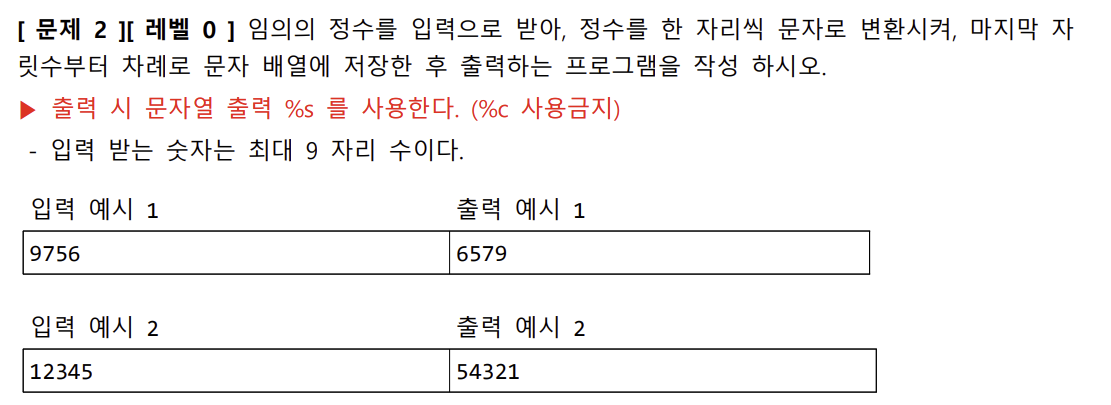 [ 문제 2 ][ 레벨 0 ] 임의의 정수를 입력으로 받아, 정수를 한 자리씩 문자로 변환시켜, 마지막 자
릿수부터 차례로 문자 배열에 저장한 후 출력하는 프로그램을 작성 하시오.
▶ 출력 시 문자열 출력 %s 를 사용한다. (%c 사용금지)
- 입력 받는 숫자는 최대 9 자리 수이다.
입력 예시 1 출력 예시 1
9756 6579
입력 예시 2 출력 예시 2
12345 54321